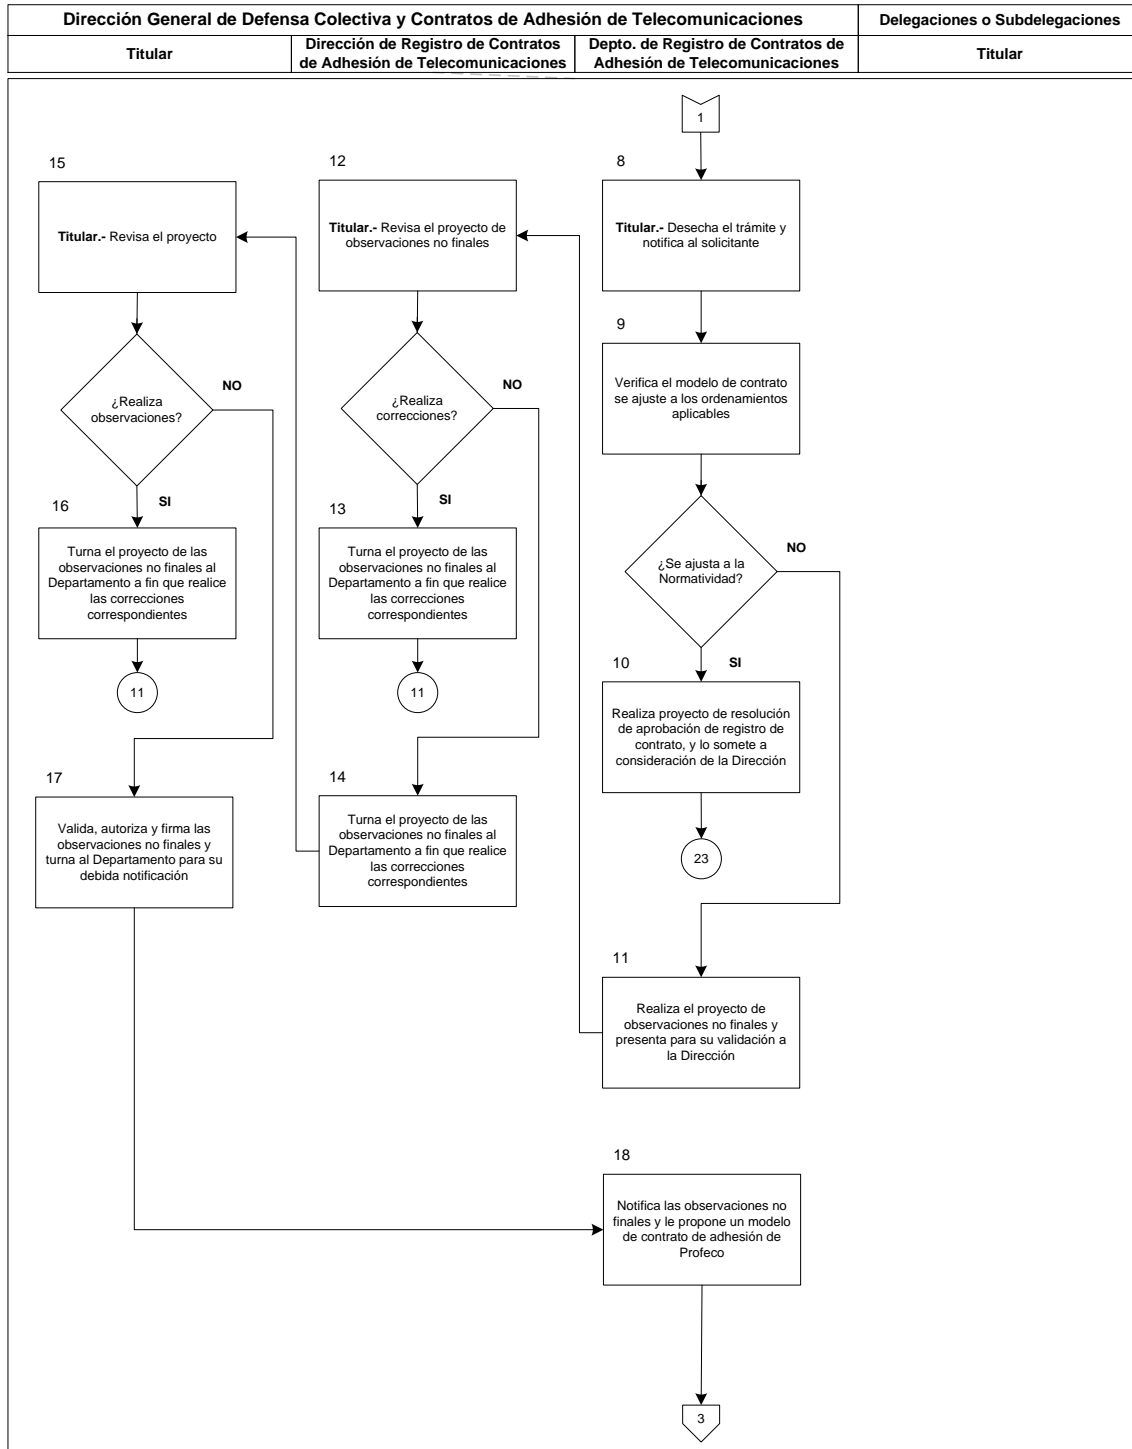 Dirección General de Defensa Colectiva y Contratos de Adhesión de Telecomunicaciones
Delegaciones o Subdelegaciones
Titular
Dirección de Registro de Contratos
de Adhesión de Telecomunicaciones
Depto. de Registro de Contratos de
Adhesión de Telecomunicaciones
Titular
1
8
Titular.- Desecha el trámite y
notifica al solicitante
9
Verifica el modelo de contrato
se ajuste a los ordenamientos
aplicables
¿Se ajusta a la
Normatividad?
NO
SI
10
Realiza proyecto de resolución
de aprobación de registro de
contrato, y lo somete a
consideración de la Dirección
23
11
Realiza el proyecto de
observaciones no finales y
presenta para su validación a
la Dirección
12
Titular.- Revisa el proyecto de
observaciones no finales
¿Realiza
correcciones?
NO
SI
13
Turna el proyecto de las
observaciones no finales al
Departamento a fin que realice
las correcciones
correspondientes
11
14
Turna el proyecto de las
observaciones no finales al
Departamento a fin que realice
las correcciones
correspondientes
15
Titular.- Revisa el proyecto
¿Realiza
observaciones?
NO
SI
16
Turna el proyecto de las
observaciones no finales al
Departamento a fin que realice
las correcciones
correspondientes
11
17
Valida, autoriza y firma las
observaciones no finales y
turna al Departamento para su
debida notificación
18
Notifica las observaciones no
finales y le propone un modelo
de contrato de adhesión de
Profeco
3